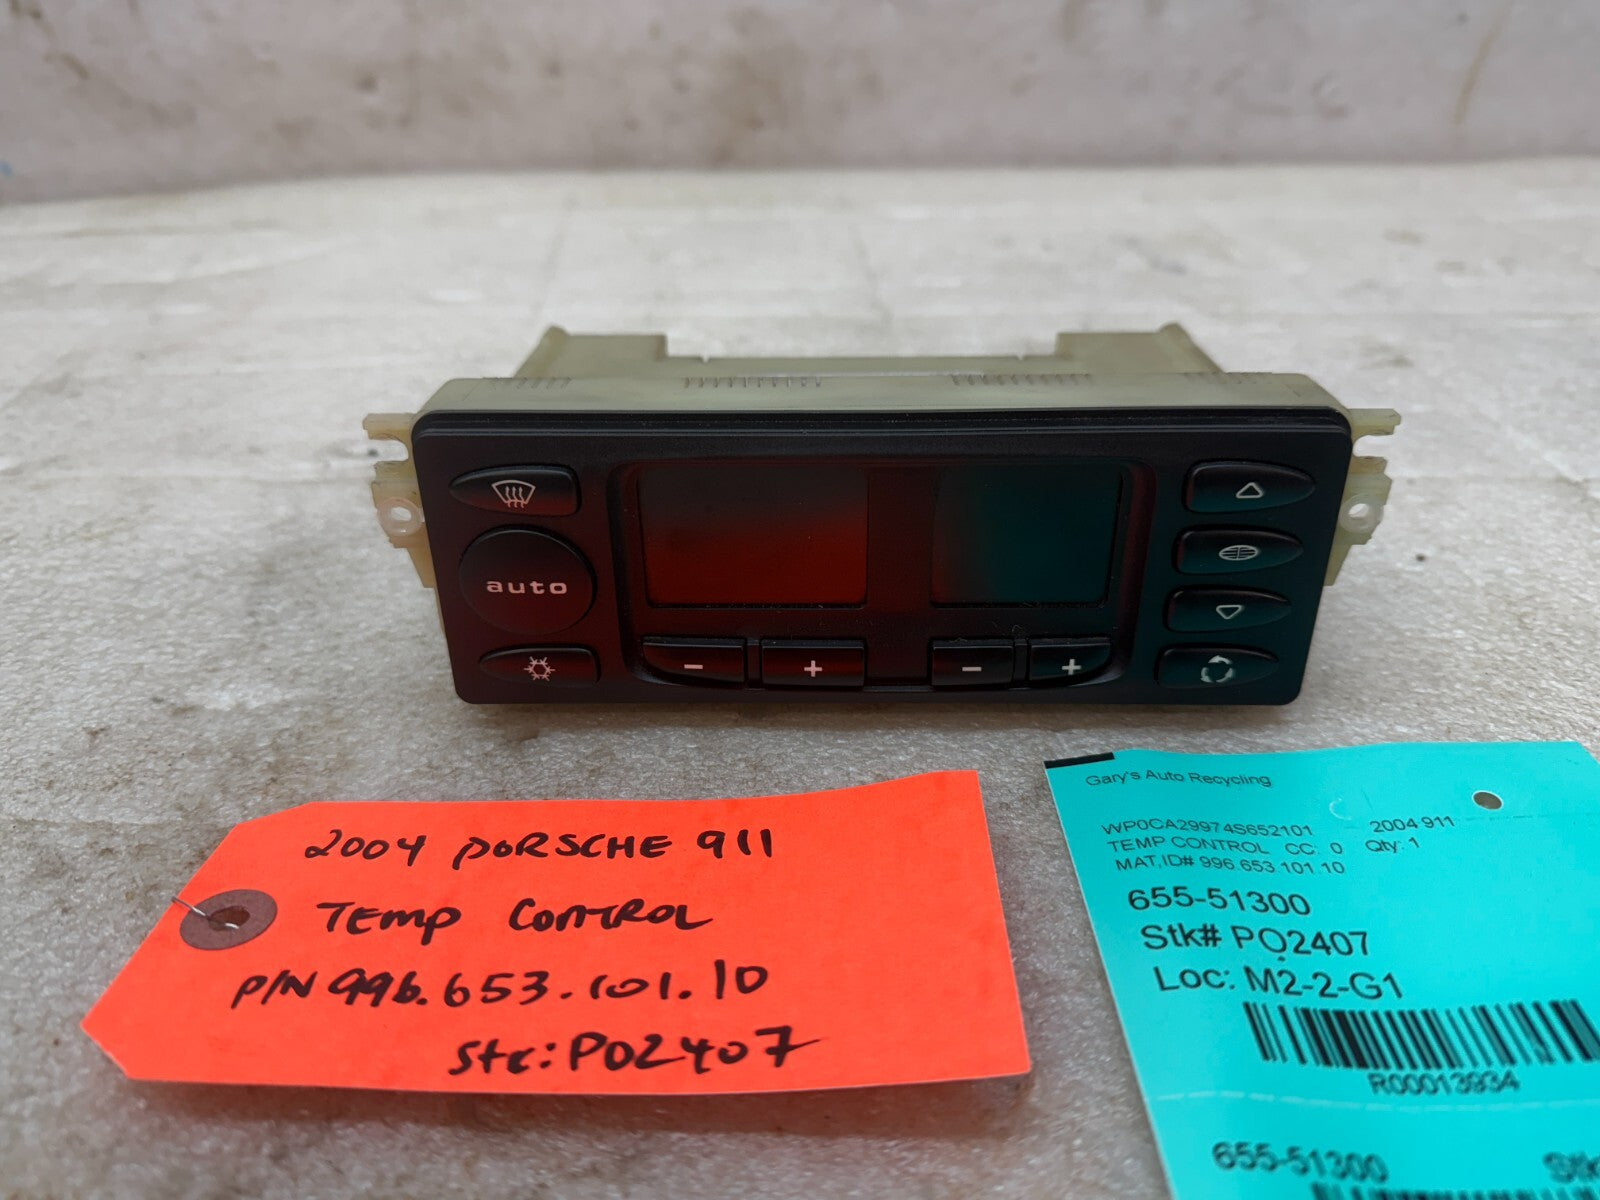 auto
- + - +
2004 PORSCHE 911
TEMP CONTROL
P/N 996.653.101.10
Stk: PO2407
Gary's Auto Recycling
WP0CA29974S652101 2004 911
TEMP CONTROL CC: 0 Qty: 1
MAT,ID# 996.653.101.10
655-51300
Stk# PO2407
Loc: M2-2-G1
R00013934
655-51300 Stk